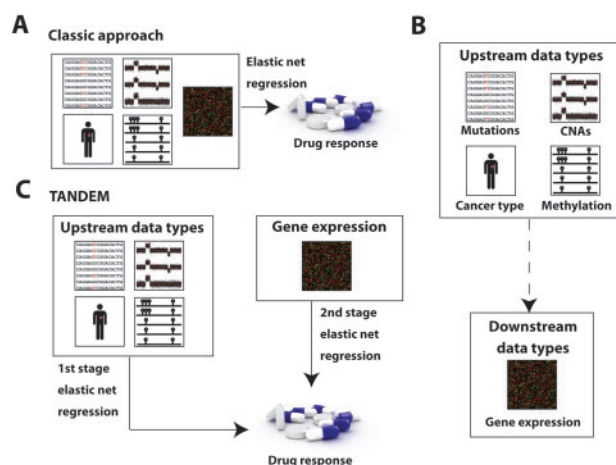 A
Classic approach
Elastic net
regression
Drug response
B
Upstream data types
Mutations
CNAs
Cancer type
Methylation
Downstream
data types
Gene expression
C
TANDEM
Upstream data types
Gene expression
1st stage
elastic net
regression
2nd stage
elastic net
regression
Drug response